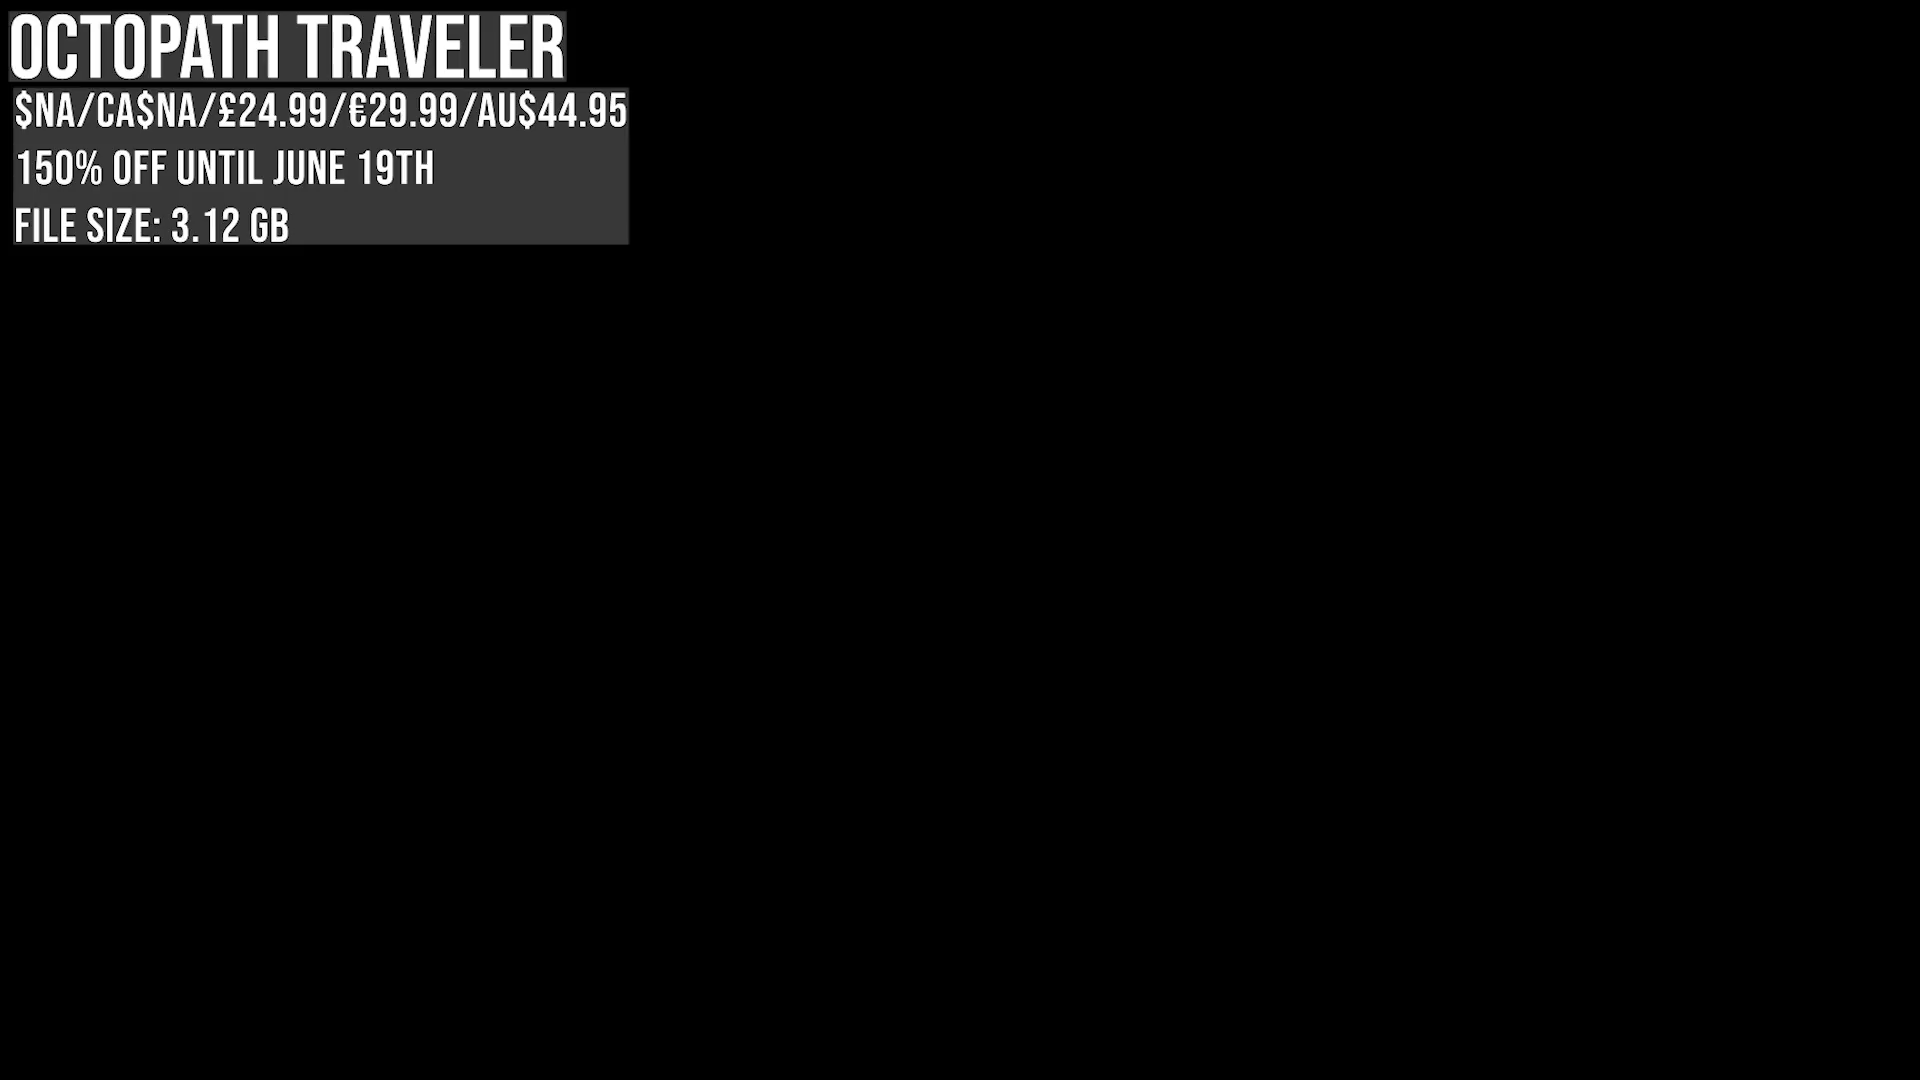 OCTOPATH TRAVELER
$NA/CA$NA/£24.99/€29.99/AU$44.95
150% OFF UNTIL JUNE 19TH
FILE SIZE: 3.12 GB